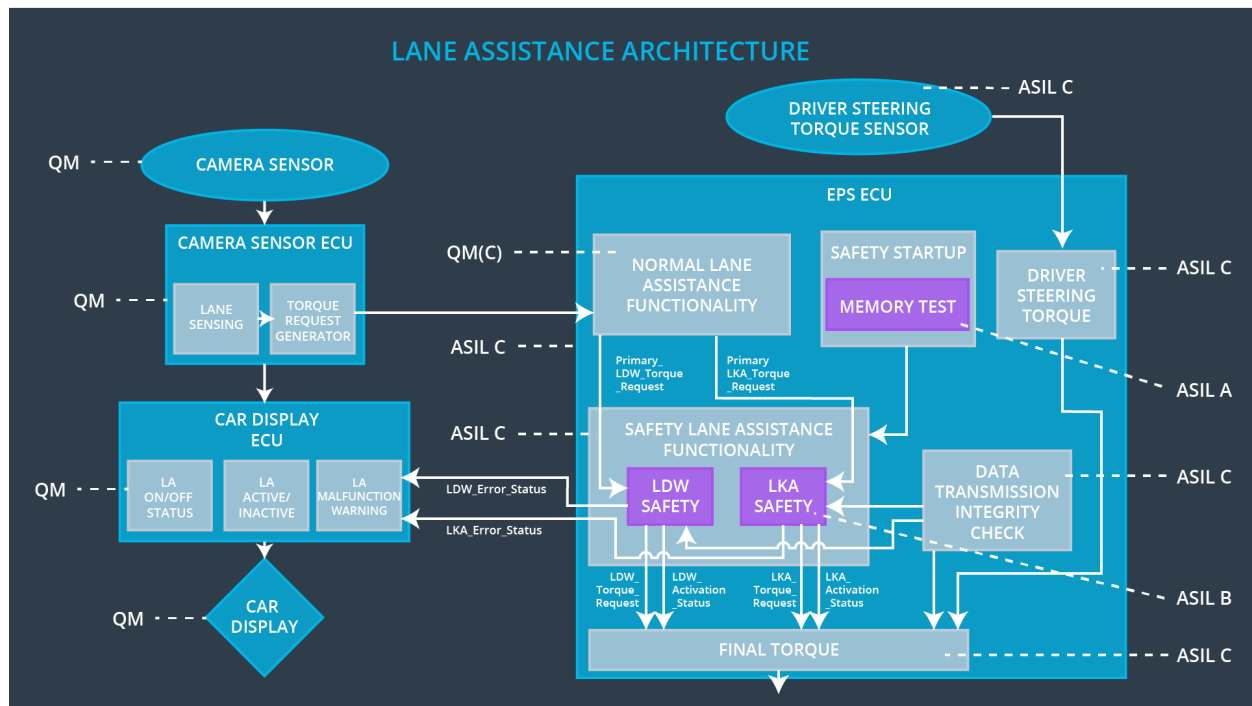 LANE ASSISTANCE ARCHITECTURE
ASIL C
DRIVER STEERING
TORQUE SENSOR
QM
CAMERA SENSOR
EPS ECU
CAMERA SENSOR ECU
QM
LANE
SENSING
TORQUE
REQUEST
GENERATOR
QM(C)
NORMAL LANE
ASSISTANCE
FUNCTIONALITY
SAFETY STARTUP
MEMORY TEST
DRIVER
STEERING
TORQUE
ASIL C
ASIL C
ASIL A
Primary_
LDW_Torque
_Request
Primary
LKA_Torque
_Request
CAR DISPLAY
ECU
QM
LA
ON/OFF
STATUS
LA
ACTIVE/
INACTIVE
LA
MALFUNCTION
WARNING
ASIL C
SAFETY LANE ASSISTANCE
FUNCTIONALITY
LDW
SAFETY
LKA
SAFETY
DATA
TRANSMISSION
INTEGRITY
CHECK
ASIL C
LDW_Error_Status
LKA_Error_Status
LDW_
Torque_
Request
LDW_
Activation
_Status
LKA_
Torque_
Request
LKA_
Activation
_Status
ASIL B
QM
CAR
DISPLAY
FINAL TORQUE
ASIL C